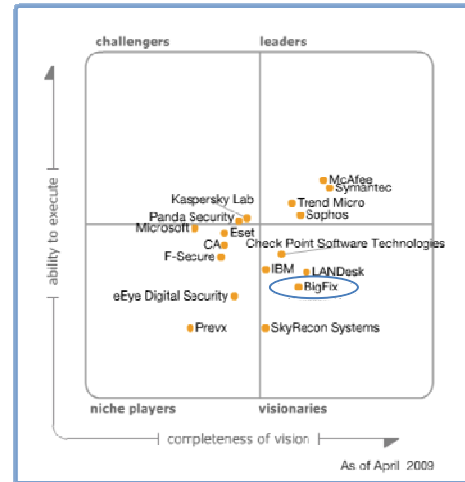 challengers
leaders
McAfee
Symantec
Kaspersky Lab
Trend Micro
Panda Security
Sophos
Microsoft
Eset
CA
Check Point Software Technologies
F-Secure
IBM
LANDesk
BigFix
eEye Digital Security
Prevx
SkyRecon Systems
niche players
visionaries
ability to execute
completeness of vision
As of April 2009